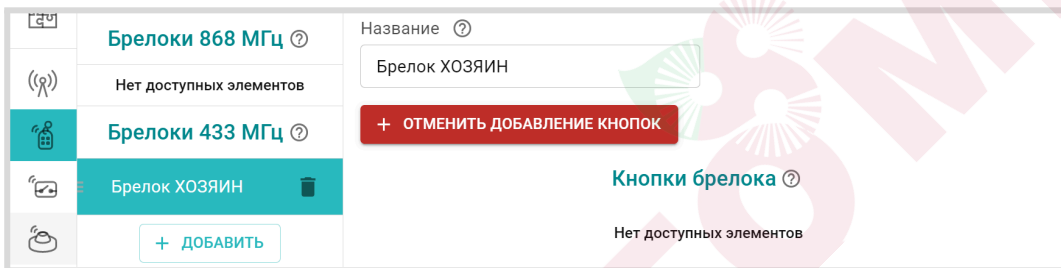 Брелоки 868 МГц
Нет доступных элементов
Брелоки 433 МГц
Брелок ХОЗЯИН
+ ДОБАВИТЬ
Название
Брелок ХОЗЯИН
+ ОТМЕНИТЬ ДОБАВЛЕНИЕ КНОПОК
Кнопки брелока
Нет доступных элементов